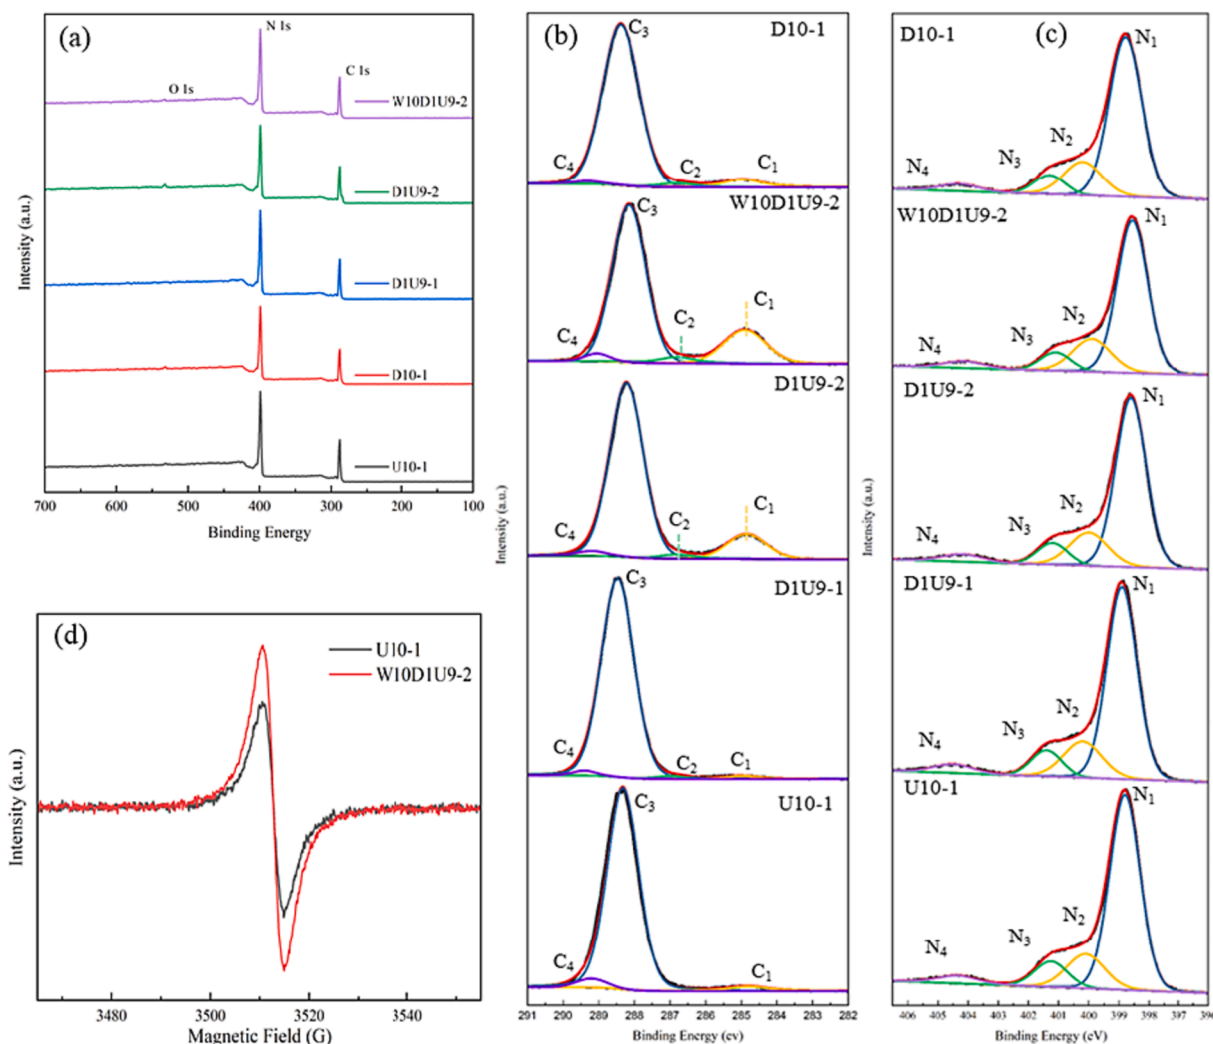 (a)
N Is
C Is
O Is
W10D1U9-2
D1U9-2
D1U9-1
D10-1
U10-1
Intensity (a.u.)
700 600 500 400 300 200 100
Binding Energy
(b)
C3
D10-1
C4
C2
C1
W10D1U9-2
C3
C1
C2
C4
D1U9-2
C1
C2
C4
C3
D1U9-1
C4
C2
C1
C3
U10-1
C4
C1
Intensity (a.u.)
291 290 289 288 287 286 285 284 283 282
Binding Energy (ev)
D10-1
(c)
N1
N2
N3
N4
W10D1U9-2
N1
N2
N3
N4
D1U9-2
N1
N2
N3
N4
D1U9-1
N1
N2
N3
N4
U10-1
N1
N2
N3
N4
Intensity (a.u.)
406 405 404 403 402 401 400 399 398 397 396
Binding Energy (eV)
(d)
U10-1
W10D1U9-2
Intensity (a.u.)
3480 3500 3520 3540
Magnetic Field (G)